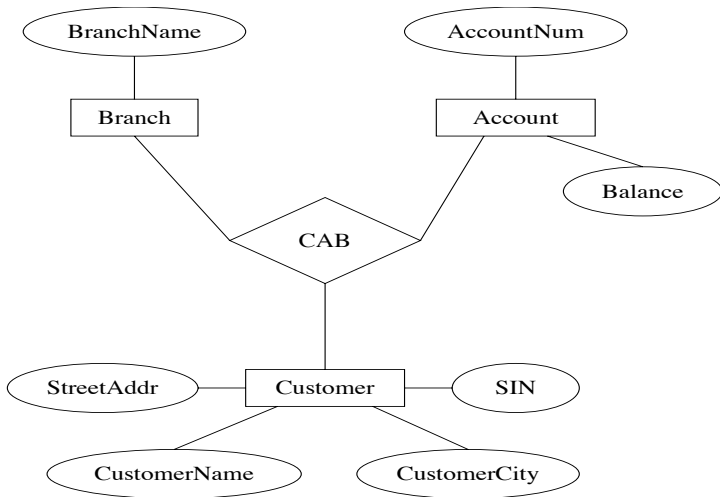 BranchName
AccountNum
Branch
Account
Balance
CAB
StreetAddr
Customer
SIN
CustomerName
CustomerCity